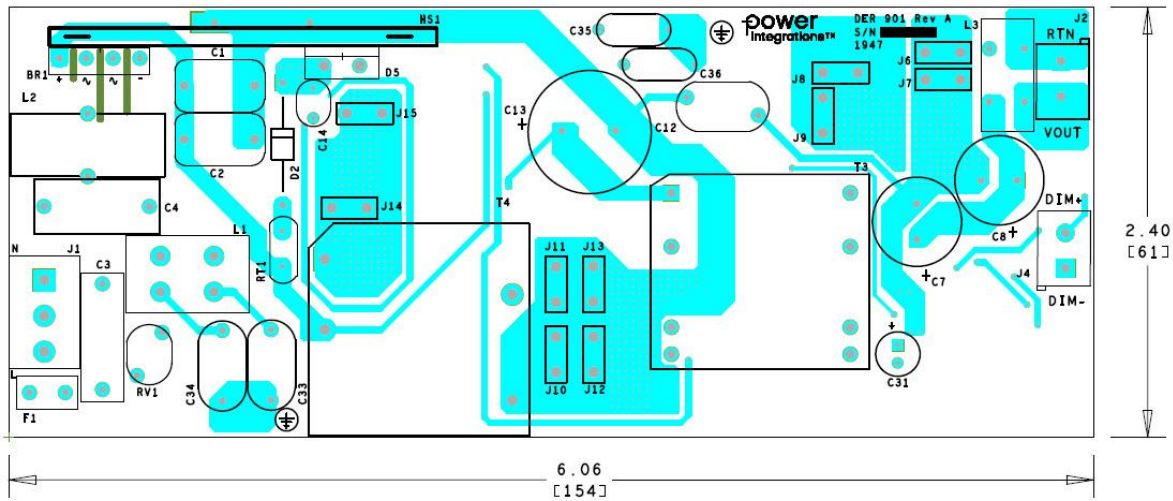 HS1
C35
power
integrations™
DER 901 Rev A
S/N
1947
L3
J2
RTN
C1
BR1
+ ~ ~ -
D5
C36
J8
J6
J7
L2
C14
J15
C13
+
C12
J9
VOUT
C2
D2
T3
C4
J14
T4
DIM+
C8
+
L1
RT1
N
J1
C3
J11
J13
+
C7
J4
DIM-
L
F1
RV1
C34
C33
J10
J12
+
C31
2.40
[61]
6.06
[154]